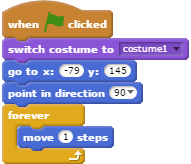 when clicked
switch costume to costume1
go to x: -79 y: 145
point in direction 90
forever
move 1 steps